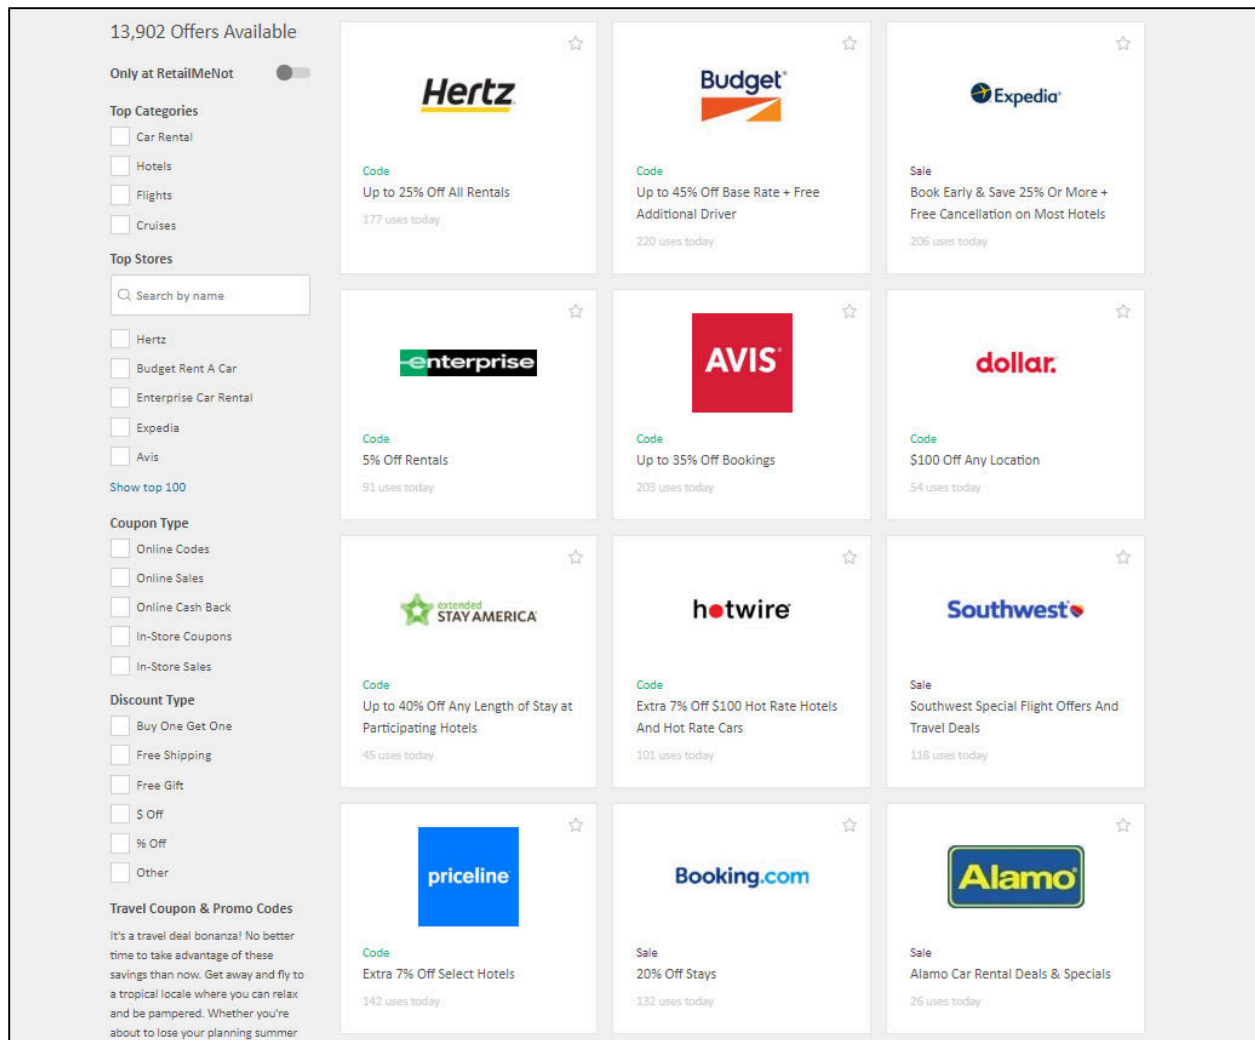 13,902 Offers Available
Only at RetailMeNot
Top Categories
Car Rental
Hotels
Flights
Cruises
Top Stores
Search by name
Hertz
Budget Rent A Car
Enterprise Car Rental
Expedia
Avis
Show top 100
Coupon Type
Online Codes
Online Sales
Online Cash Back
In-Store Coupons
In-Store Sales
Discount Type
Buy One Get One
Free Shipping
Free Gift
$ Off
% Off
Other
Travel Coupon & Promo Codes
It's a travel deal bonanza! No better
time to take advantage of these
savings than now. Get away and fly to
a tropical locale where you can relax
and be pampered. Whether you're
about to lose your planning summer
Hertz
Code
Up to 25% Off All Rentals
177 uses today
Budget
Code
Up to 45% Off Base Rate + Free
Additional Driver
220 uses today
Expedia
Sale
Book Early & Save 25% Or More +
Free Cancellation on Most Hotels
206 uses today
enterprise
Code
5% Off Rentals
91 uses today
AVIS
Code
Up to 35% Off Bookings
203 uses today
dollar.
Code
$100 Off Any Location
54 uses today
extended
STAY AMERICA
Code
Up to 40% Off Any Length of Stay at
Participating Hotels
45 uses today
hotwire
Code
Extra 7% Off $100 Hot Rate Hotels
And Hot Rate Cars
101 uses today
Southwest
Sale
Southwest Special Flight Offers And
Travel Deals
118 uses today
priceline
Code
Extra 7% Off Select Hotels
142 uses today
Booking.com
Sale
20% Off Stays
132 uses today
Alamo
Sale
Alamo Car Rental Deals & Specials
26 uses today